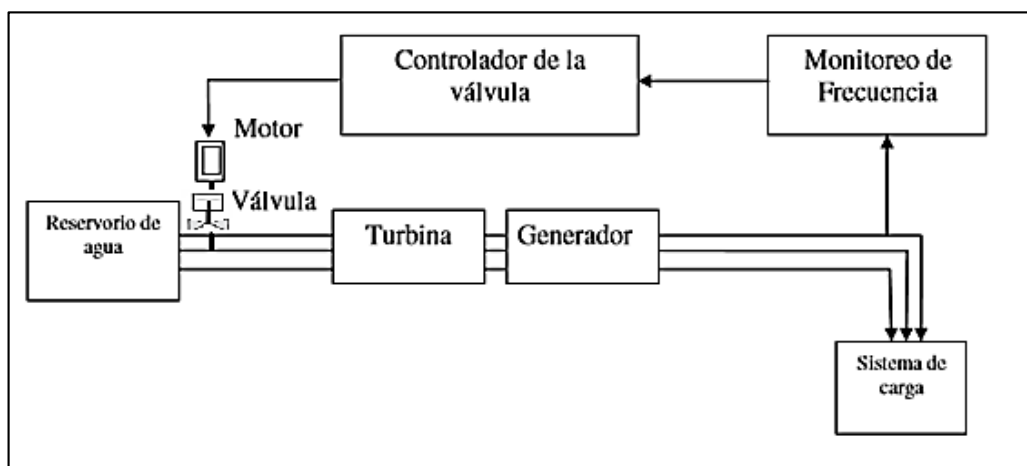 Controlador de la
válvula
Monitoreo de
Frecuencia
Motor
Válvula
Reservorio de
agua
Turbina
Generador
Sistema de
carga